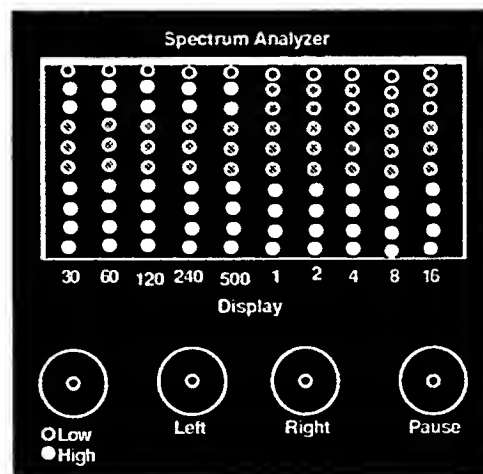 Spectrum Analyzer
30 60 120 240 500 1 2 4 8 16
Display
Low Left Right Pause
High